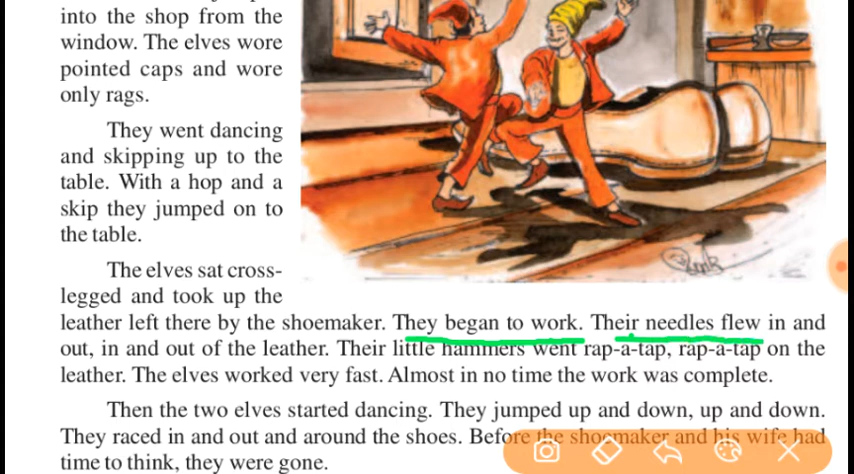 into the shop from the
window. The elves wore
pointed caps and wore
only rags.
They went dancing
and skipping up to the
table. With a hop and a
skip they jumped on to
the table.
The elves sat cross-
legged and took up the
leather left there by the shoemaker. They began to work. Their needles flew in and
out, in and out of the leather. Their little hammers went rap-a-tap, rap-a-tap on the
leather. The elves worked very fast. Almost in no time the work was complete.
Then the two elves started dancing. They jumped up and down, up and down.
They raced in and out and around the shoes. Before the shoemaker and his wife had
time to think, they were gone.